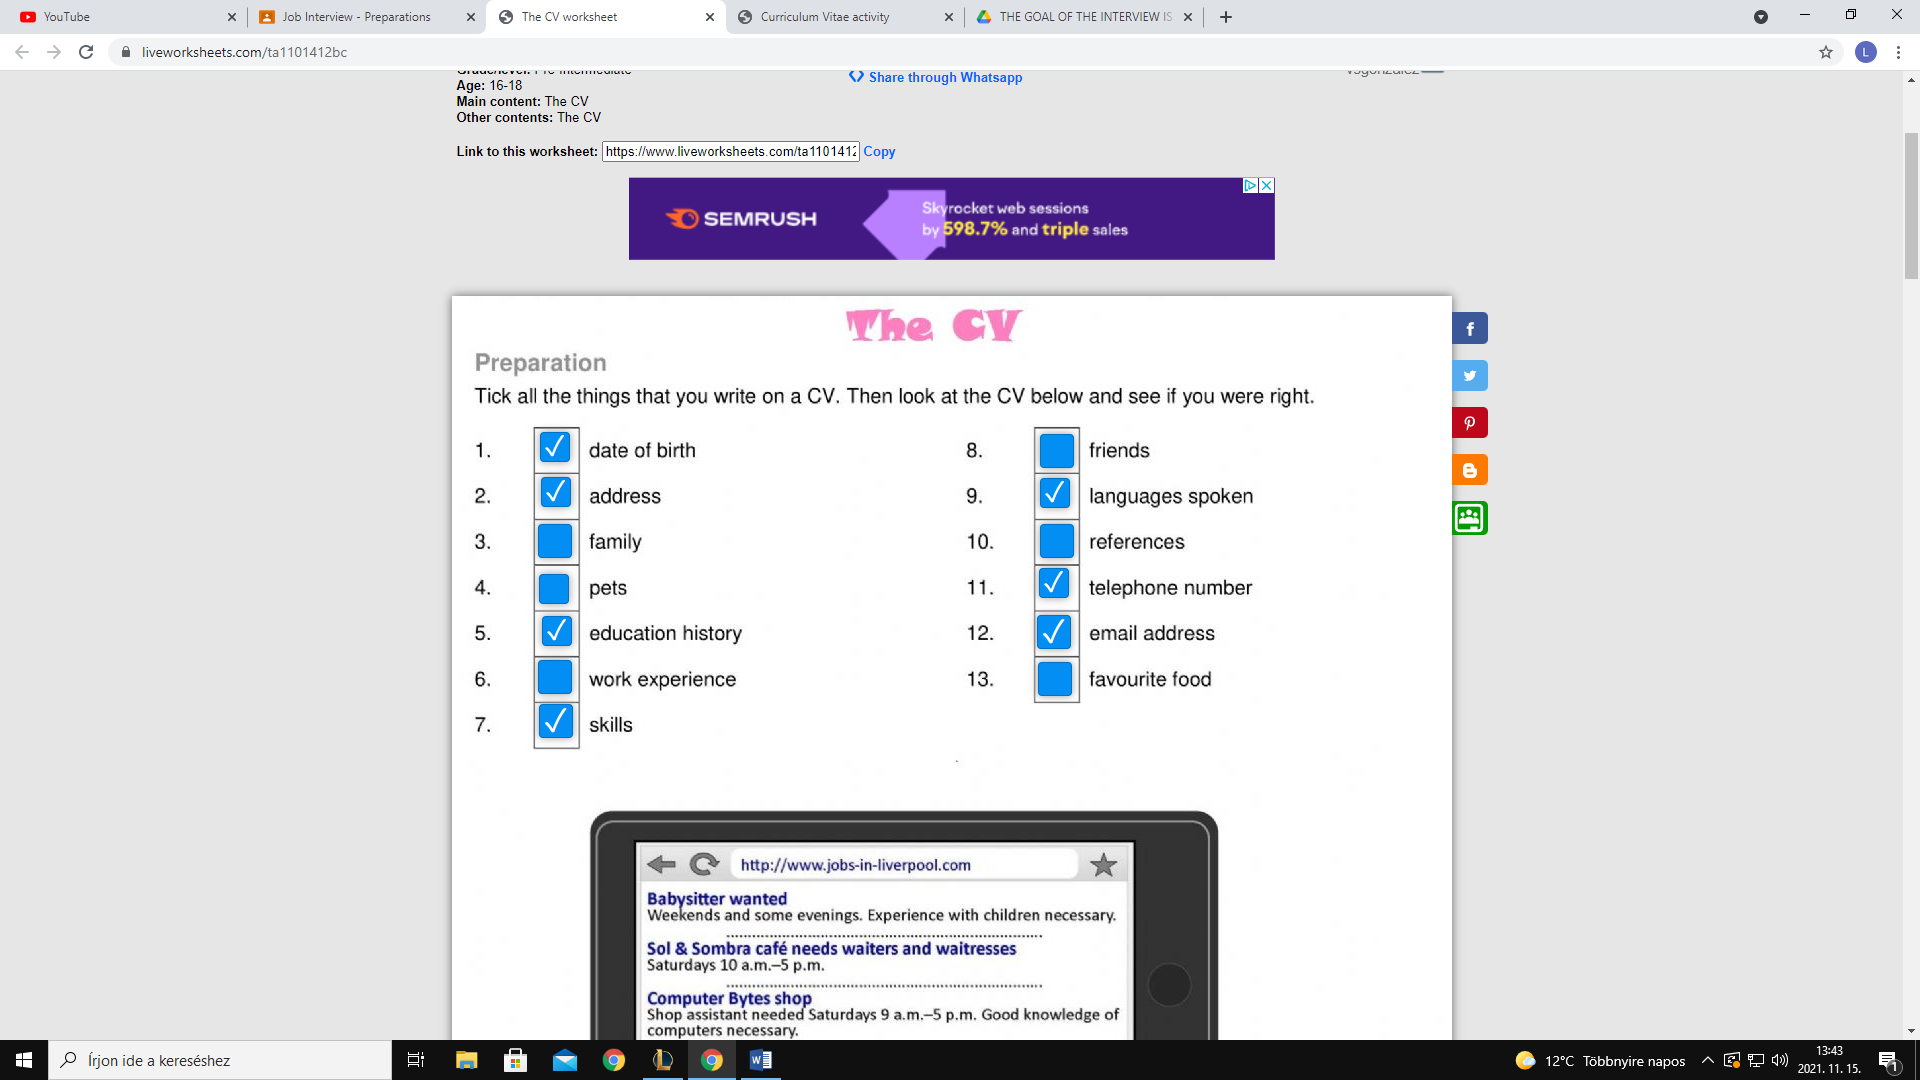 YouTube
Job Interview - Preparations
The CV worksheet
Curriculum Vitae activity
THE GOAL OF THE INTERVIEW IS
liveworksheets.com/ta1101412bc
L
Grade/level: Pre-intermediate
Age: 16-18
Main content: The CV
Other contents: The CV
Share through Whatsapp
Link to this worksheet: https://www.liveworksheets.com/ta1101412 Copy
SEMRUSH
Skyrocket web sessions
by 598.7% and triple sales
The CV
Preparation
Tick all the things that you write on a CV. Then look at the CV below and see if you were right.
1. date of birth
2. address
3. family
4. pets
5. education history
6. work experience
7. skills
8. friends
9. languages spoken
10. references
11. telephone number
12. email address
13. favourite food
http://www.jobs-in-liverpool.com
Babysitter wanted
Weekends and some evenings. Experience with children necessary.
Sol & Sombra café needs waiters and waitresses
Saturdays 10 a.m.–5 p.m.
Computer Bytes shop
Shop assistant needed Saturdays 9 a.m.–5 p.m. Good knowledge of
computers necessary.
Írjon ide a kereséshez
12°C Többnyire napos
13:43
2021. 11. 15.
1